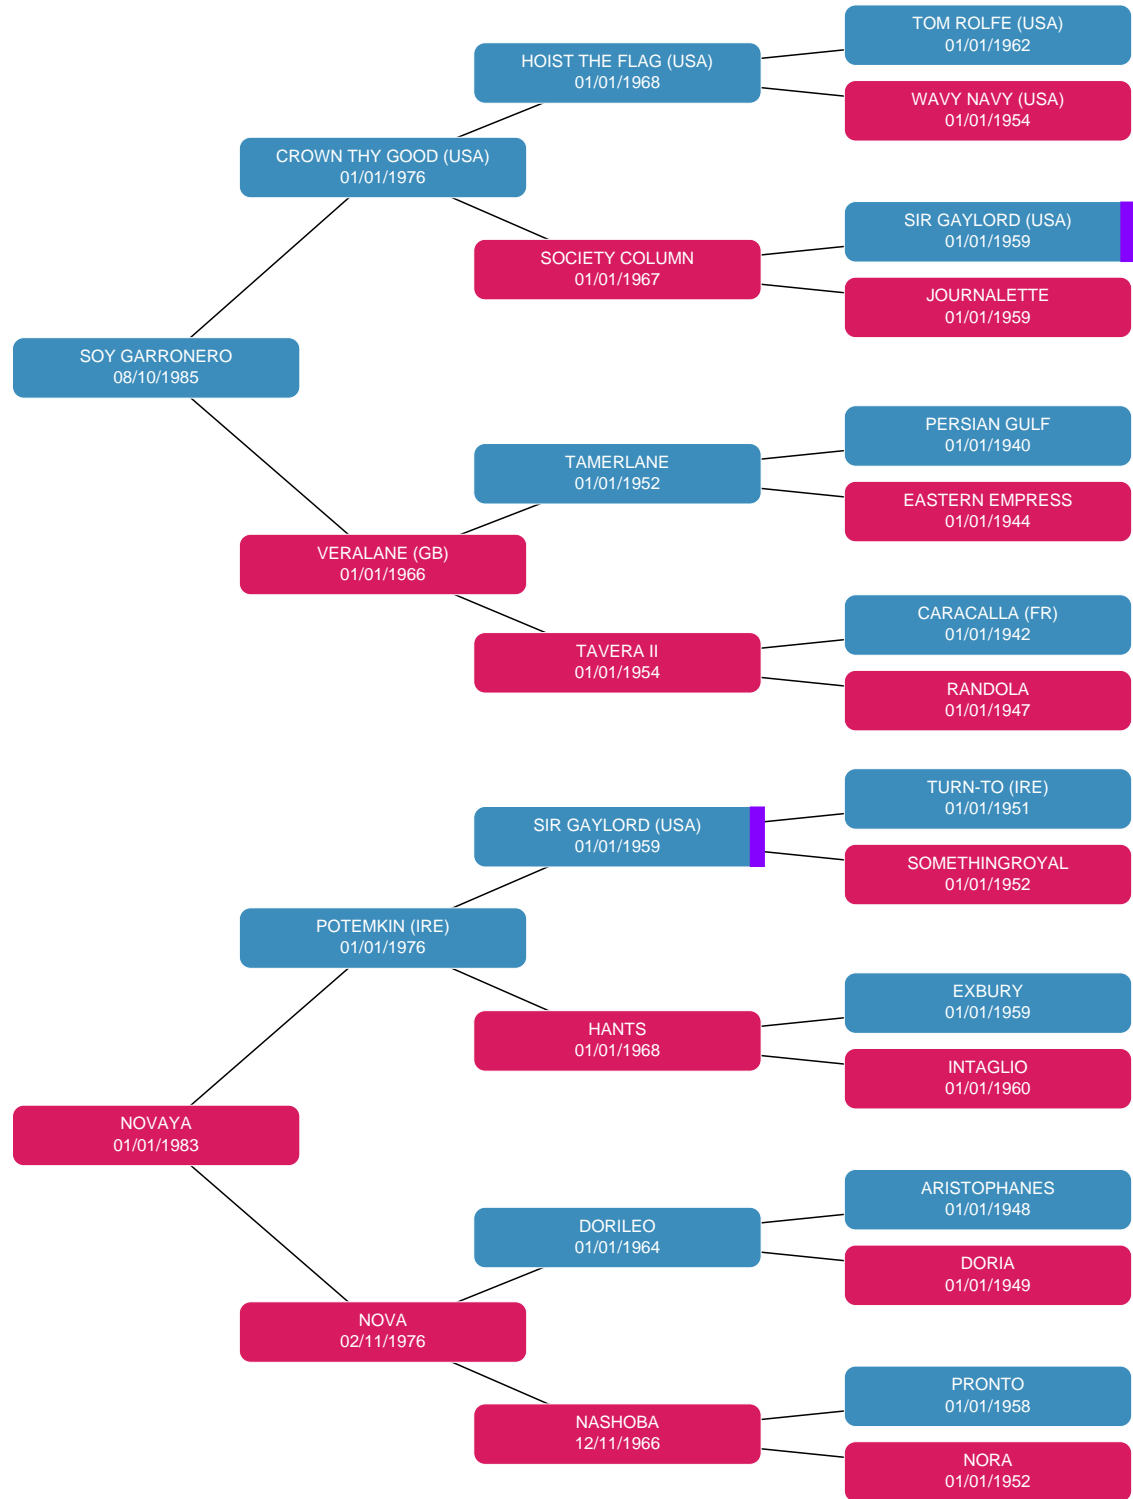 TOM ROLFE (USA)
01/01/1962
HOIST THE FLAG (USA)
01/01/1968
WAVY NAVY (USA)
01/01/1954
CROWN THY GOOD (USA)
01/01/1976
SIR GAYLORD (USA)
01/01/1959
SOCIETY COLUMN
01/01/1967
JOURNALETTE
01/01/1959
SOY GARRONERO
08/10/1985
PERSIAN GULF
01/01/1940
TAMERLANE
01/01/1952
EASTERN EMPRESS
01/01/1944
VERALANE (GB)
01/01/1966
CARACALLA (FR)
01/01/1942
TAVERA II
01/01/1954
RANDOLA
01/01/1947
TURN-TO (IRE)
01/01/1951
SIR GAYLORD (USA)
01/01/1959
SOMETHINGROYAL
01/01/1952
POTEMKIN (IRE)
01/01/1976
EXBURY
01/01/1959
HANTS
01/01/1968
INTAGLIO
01/01/1960
NOVAYA
01/01/1983
ARISTOPHANES
01/01/1948
DORILEO
01/01/1964
DORIA
01/01/1949
NOVA
02/11/1976
PRONTO
01/01/1958
NASHOBA
12/11/1966
NORA
01/01/1952